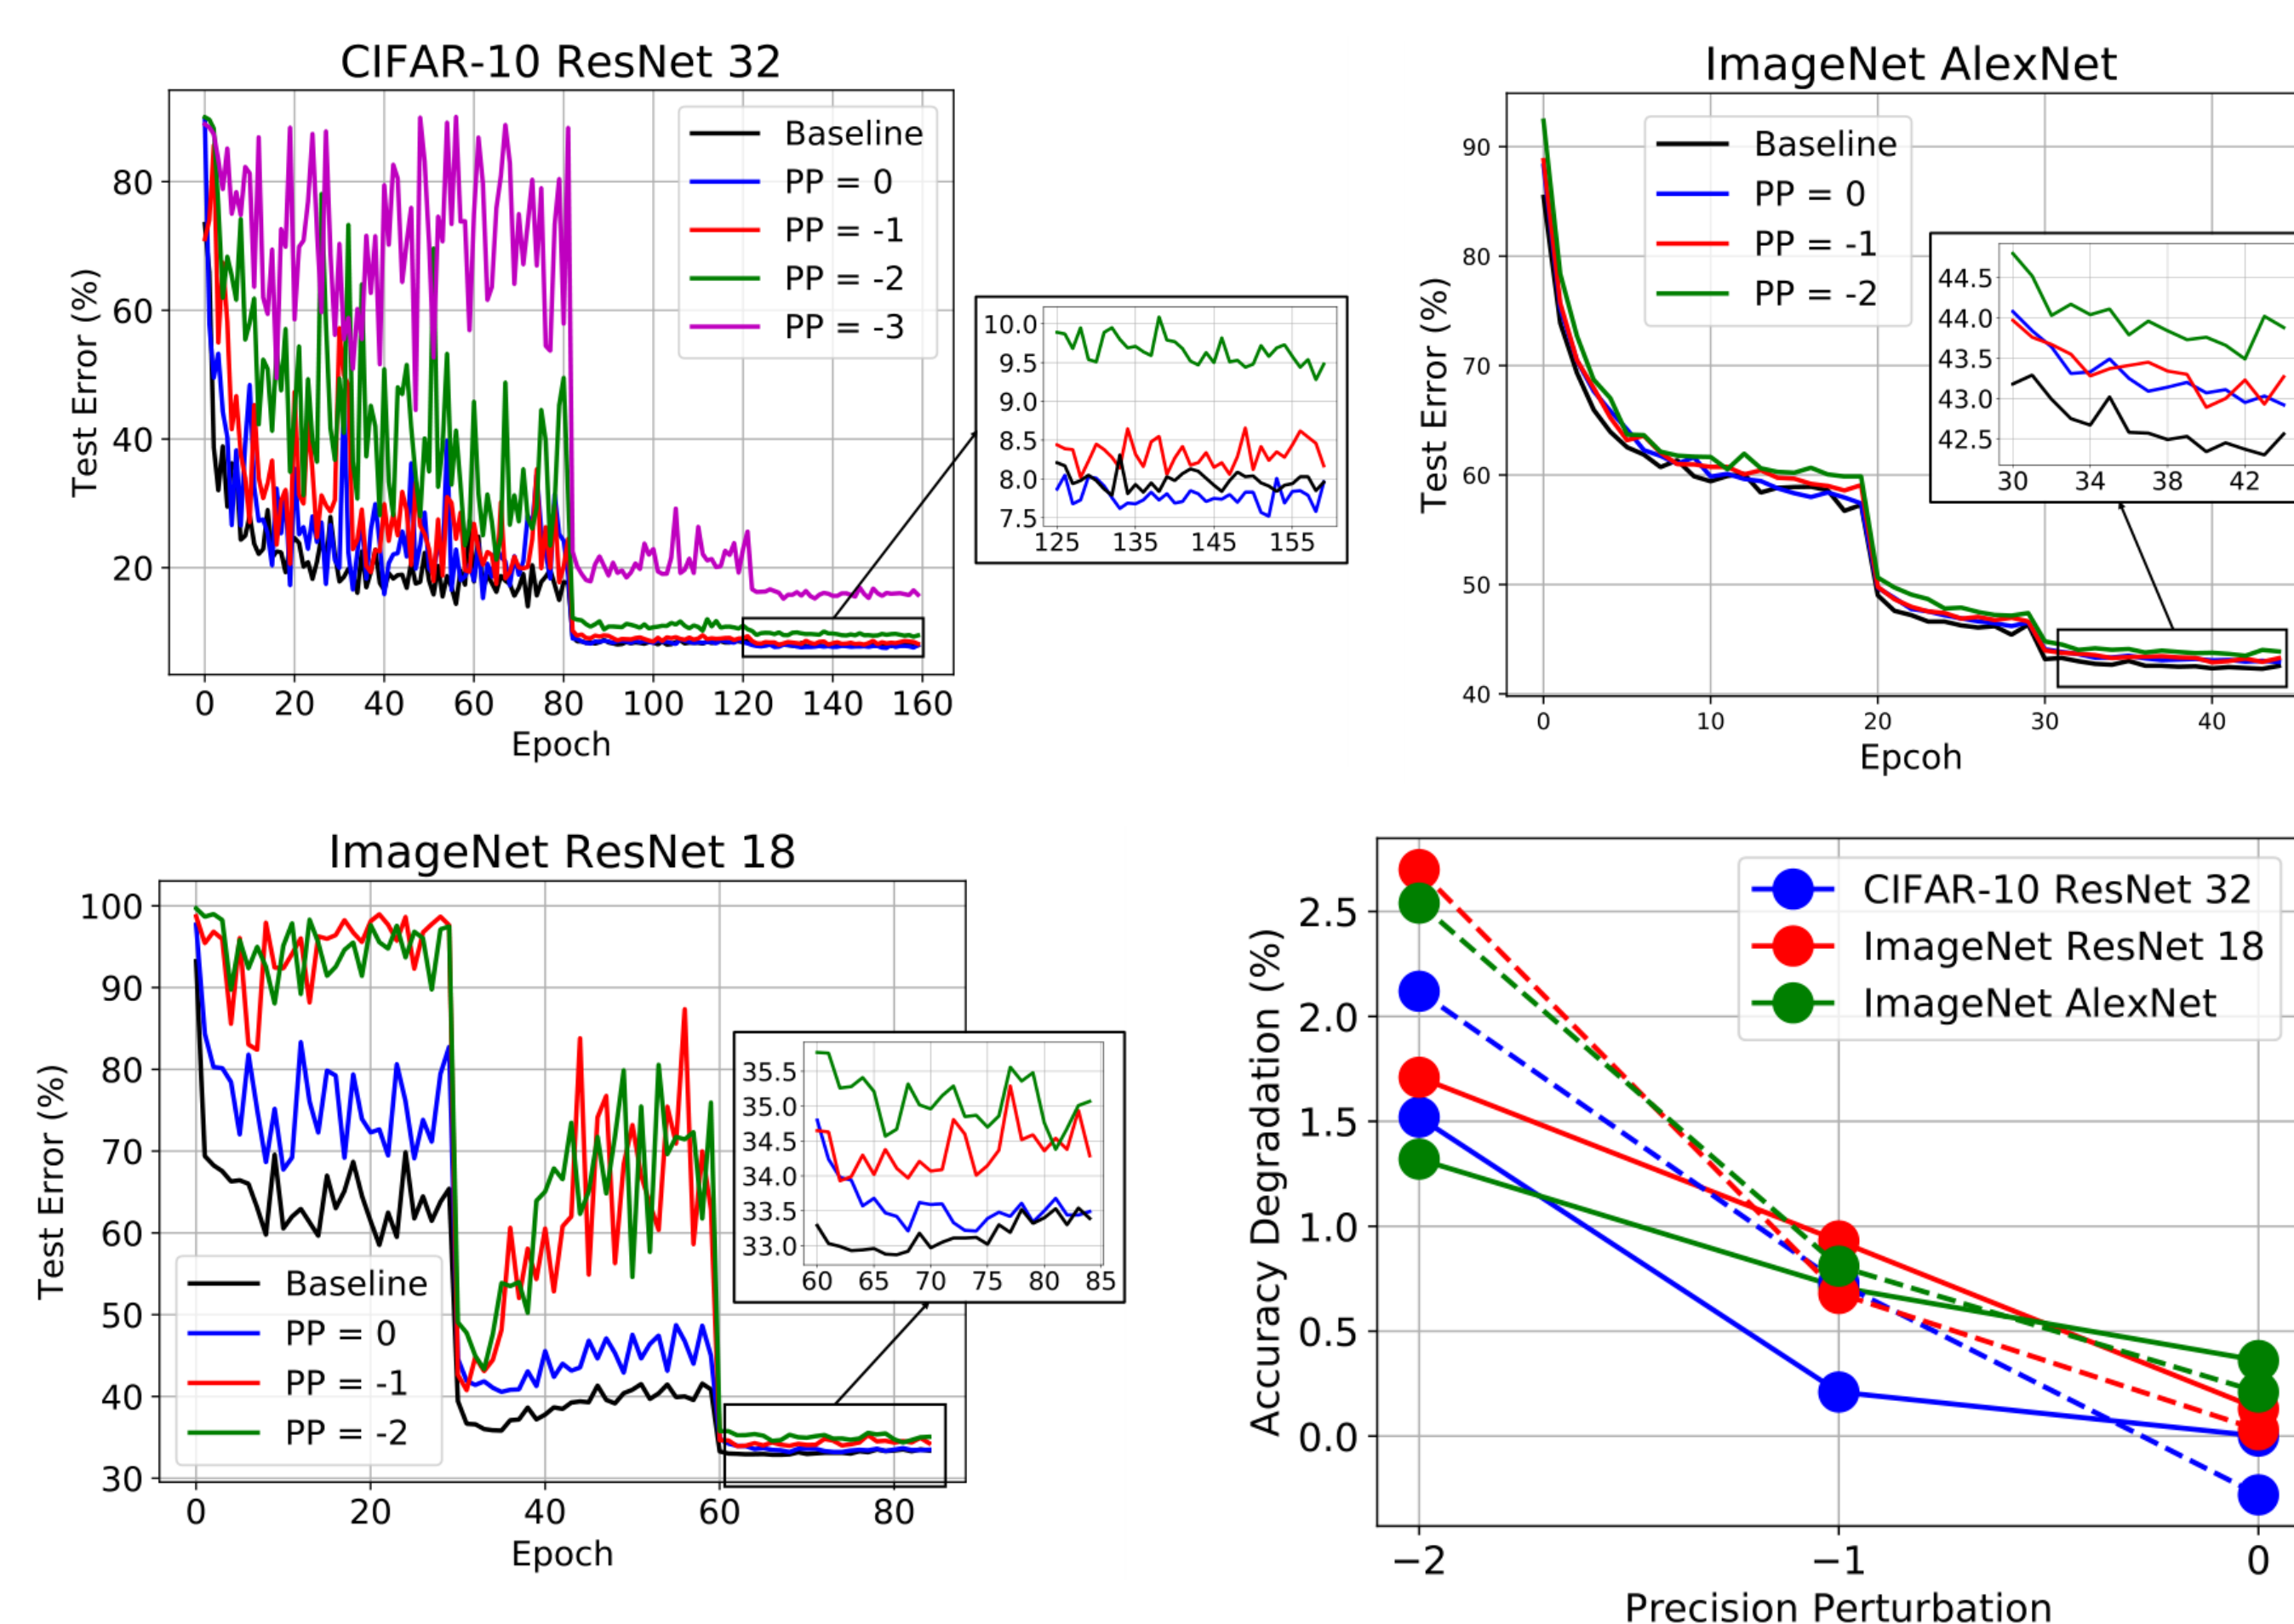 CIFAR-10 ResNet 32
Test Error (%)
80
60
40
20
0 20 40 60 80 100 120 140 160
Epoch
Baseline
PP = 0
PP = -1
PP = -2
PP = -3
10.0
9.5
9.0
8.5
8.0
7.5
125 135 145 155
ImageNet AlexNet
Test Error (%)
90
80
70
60
50
40
0 10 20 30 40
Epcoh
Baseline
PP = 0
PP = -1
PP = -2
44.5
44.0
43.5
43.0
42.5
30 34 38 42
ImageNet ResNet 18
Test Error (%)
100
90
80
70
60
50
40
30
0 20 40 60 80
Epoch
Baseline
PP = 0
PP = -1
PP = -2
35.5
35.0
34.5
34.0
33.5
33.0
60 65 70 75 80 85
Accuracy Degradation (%)
2.5
2.0
1.5
1.0
0.5
0.0
−2 −1 0
Precision Perturbation
CIFAR-10 ResNet 32
ImageNet ResNet 18
ImageNet AlexNet